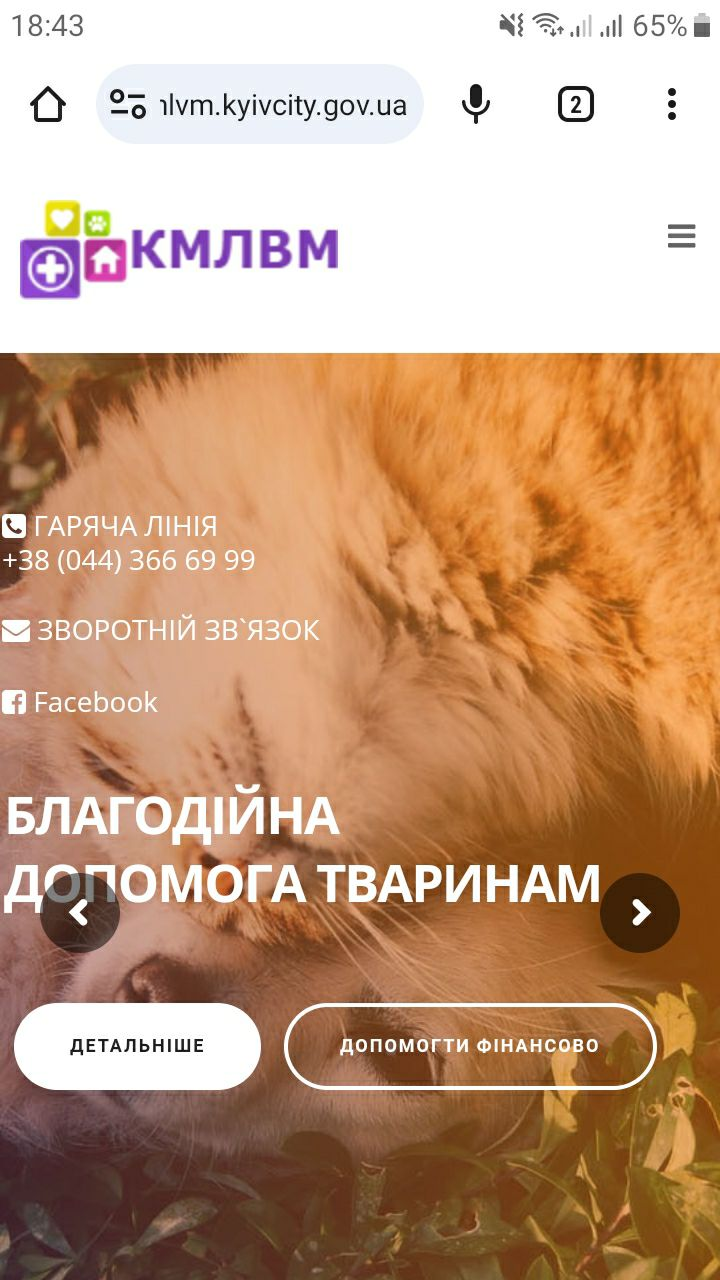 18:43
65%
nlvm.kyivcity.gov.ua
2
КМЛВМ
ГАРЯЧА ЛІНІЯ
+38 (044) 366 69 99
ЗВОРОТНІЙ ЗВ`ЯЗОК
Facebook
БЛАГОДІЙНА
ДОПОМОГА ТВАРИНАМ
ДЕТАЛЬНІШЕ
ДОПОМОГТИ ФІНАНСОВО